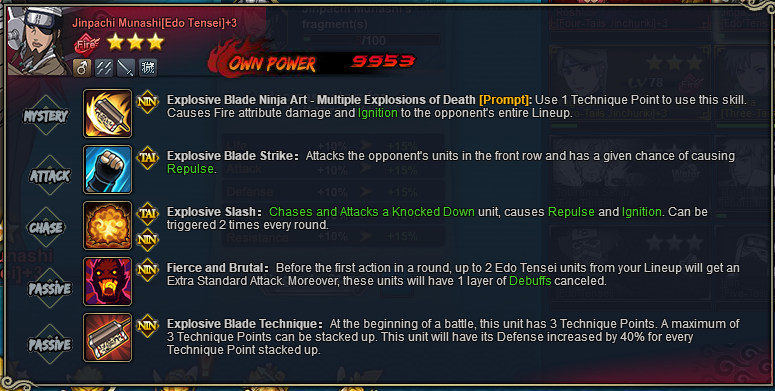 Jinpachi Munashi[Edo Tensei]+3
Fire
OWN POWER 9953
MYSTERY
NIN
Explosive Blade Ninja Art - Multiple Explosions of Death [Prompt]: Use 1 Technique Point to use this skill.
Causes Fire attribute damage and Ignition to the opponent's entire Lineup.
ATTACK
TAI
Explosive Blade Strike: Attacks the opponent's units in the front row and has a given chance of causing
Repulse.
CHASE
TAI
NIN
Explosive Slash: Chases and Attacks a Knocked Down unit, causes Repulse and Ignition. Can be
triggered 2 times every round.
PASSIVE
NIN
Fierce and Brutal: Before the first action in a round, up to 2 Edo Tensei units from your Lineup will get an
Extra Standard Attack. Moreover, these units will have 1 layer of Debuffs canceled.
PASSIVE
NIN
Explosive Blade Technique: At the beginning of a battle, this unit has 3 Technique Points. A maximum of
3 Technique Points can be stacked up. This unit will have its Defense increased by 40% for every
Technique Point stacked up.